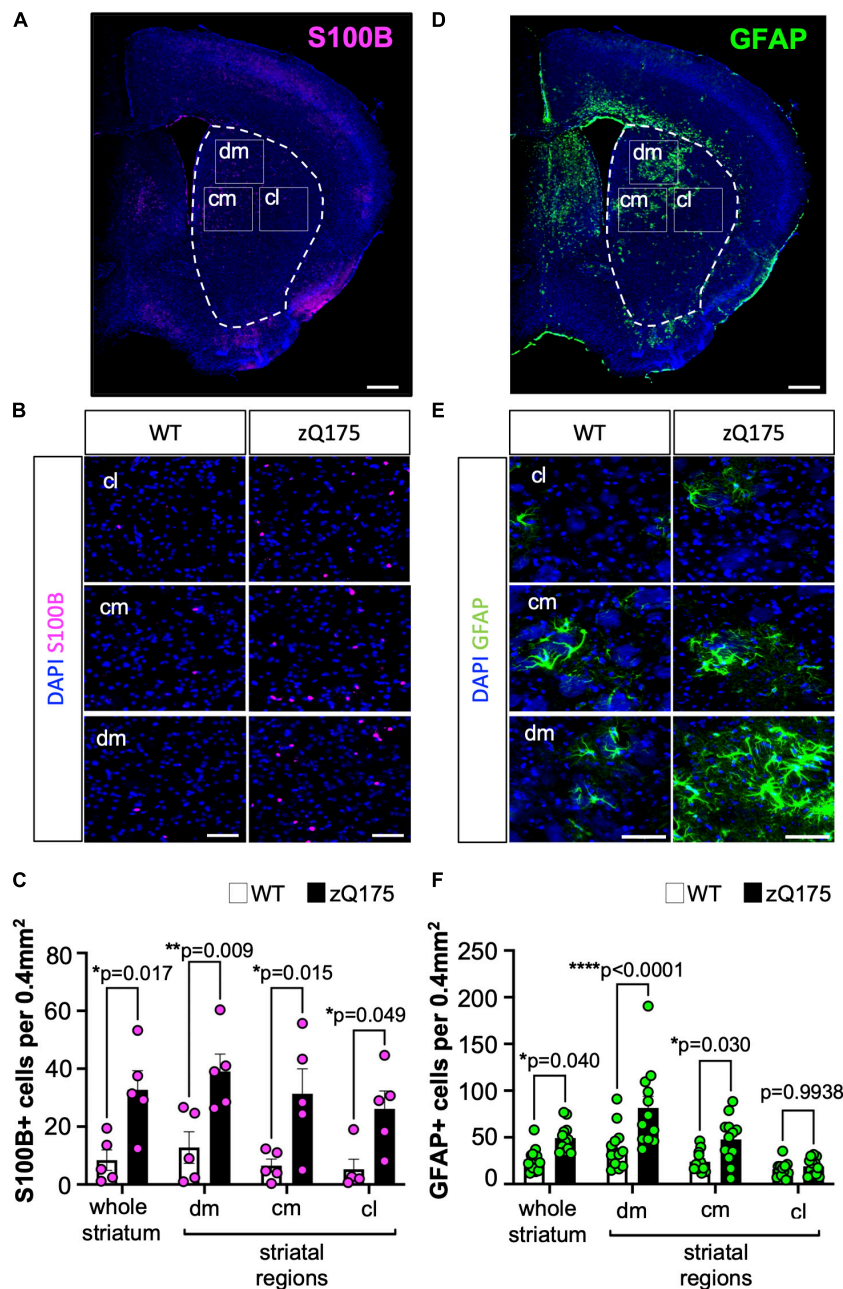 A
S100B
dm
cm
cl
D
GFAP
dm
cm
cl
B
WT
zQ175
DAPI S100B
cl
cm
dm
E
WT
zQ175
DAPI GFAP
cl
cm
dm
C
WT
zQ175
S100B+ cells per 0.4mm²
80
60
40
20
0
*p=0.017
**p=0.009
*p=0.015
*p=0.049
whole
striatum
dm
cm
cl
striatal
regions
F
WT
zQ175
GFAP+ cells per 0.4mm²
250
200
150
100
50
0
*p=0.040
****p<0.0001
*p=0.030
p=0.9938
whole
striatum
dm
cm
cl
striatal
regions